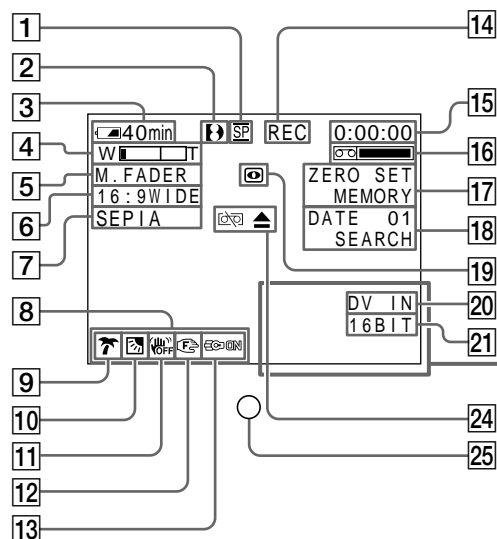 1
2
3
4
5
6
7
8
9
10
11
12
13
14
15
16
17
18
19
20
21
24
25
40min
SP
REC
0:00:00
W T
M.FADER
16:9WIDE
SEPIA
ZERO SET
MEMORY
DATE 01
SEARCH
DV IN
16BIT
OFF
F
ON